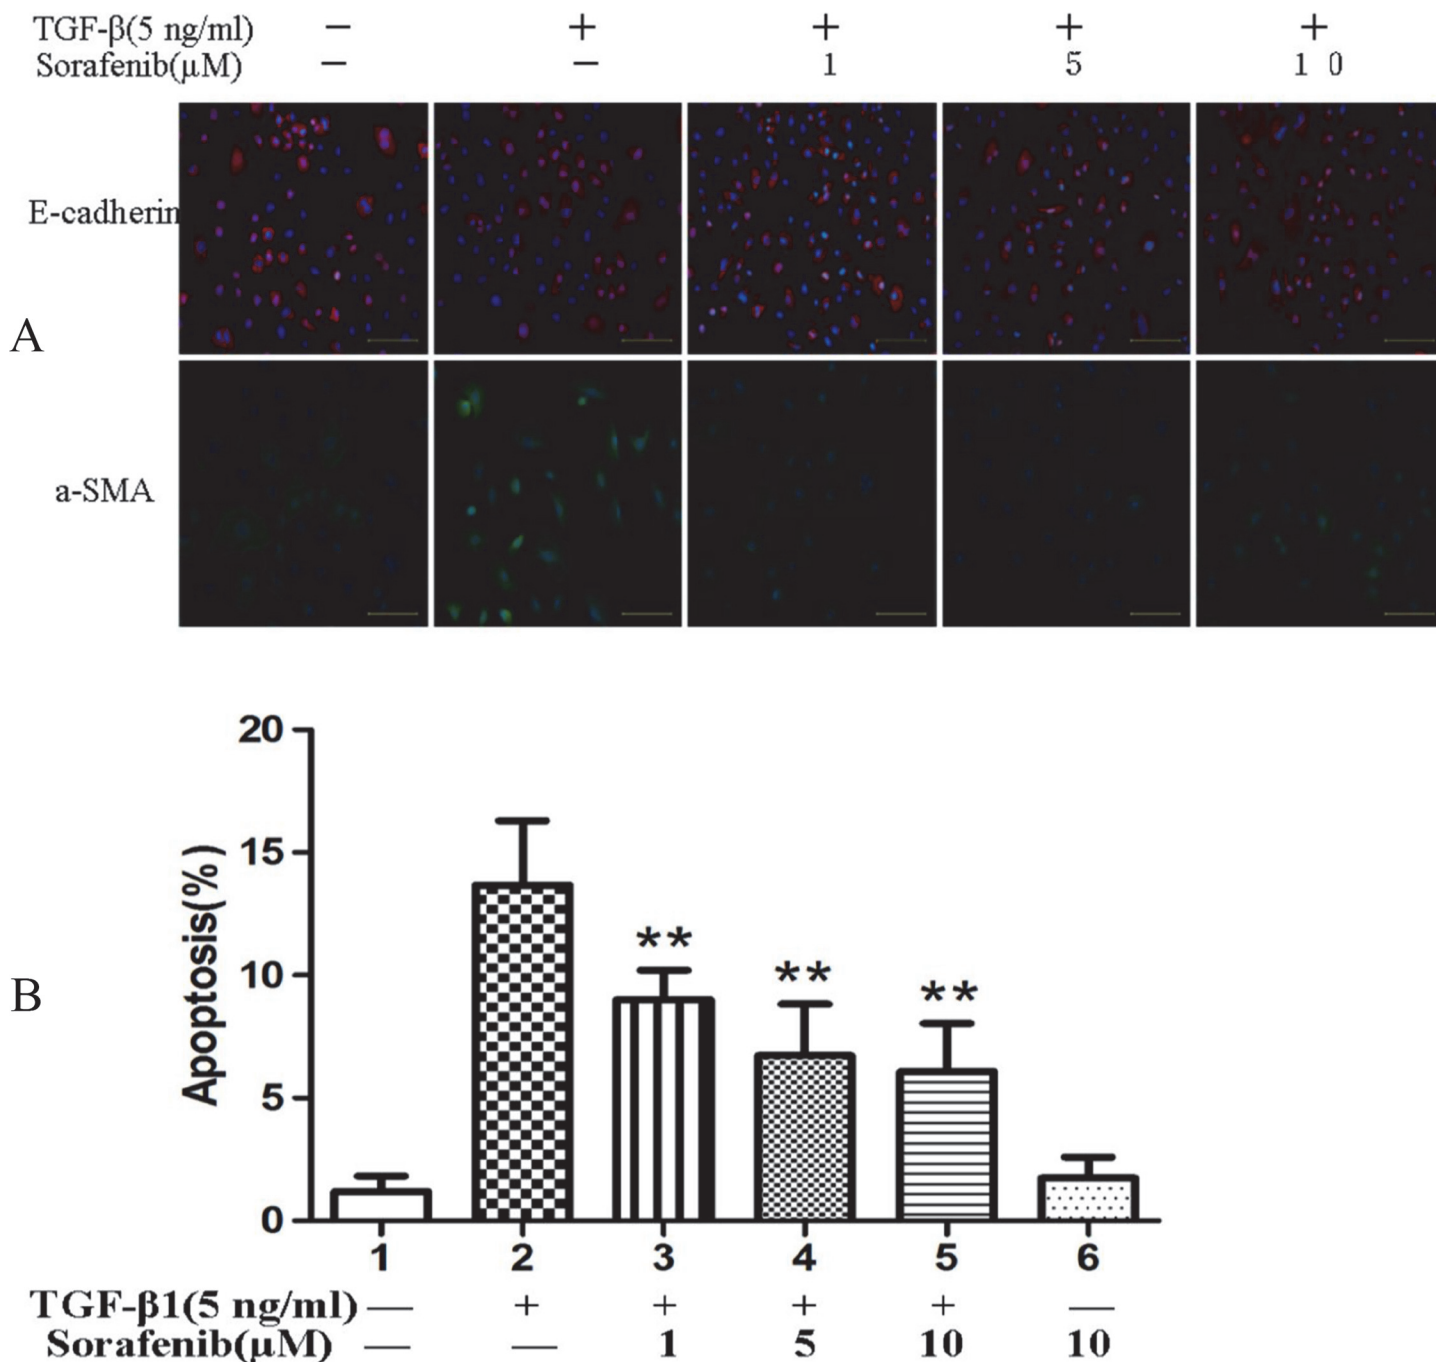 TGF-β(5 ng/ml) − + + + +
Sorafenib(μM) − − 1 5 1 0
E-cadherin
A
a-SMA
20
15
10
5
0
Apoptosis(%)
** ** **
B
1 2 3 4 5 6
TGF-β1(5 ng/ml) — + + + + —
Sorafenib(μM) — — 1 5 10 10